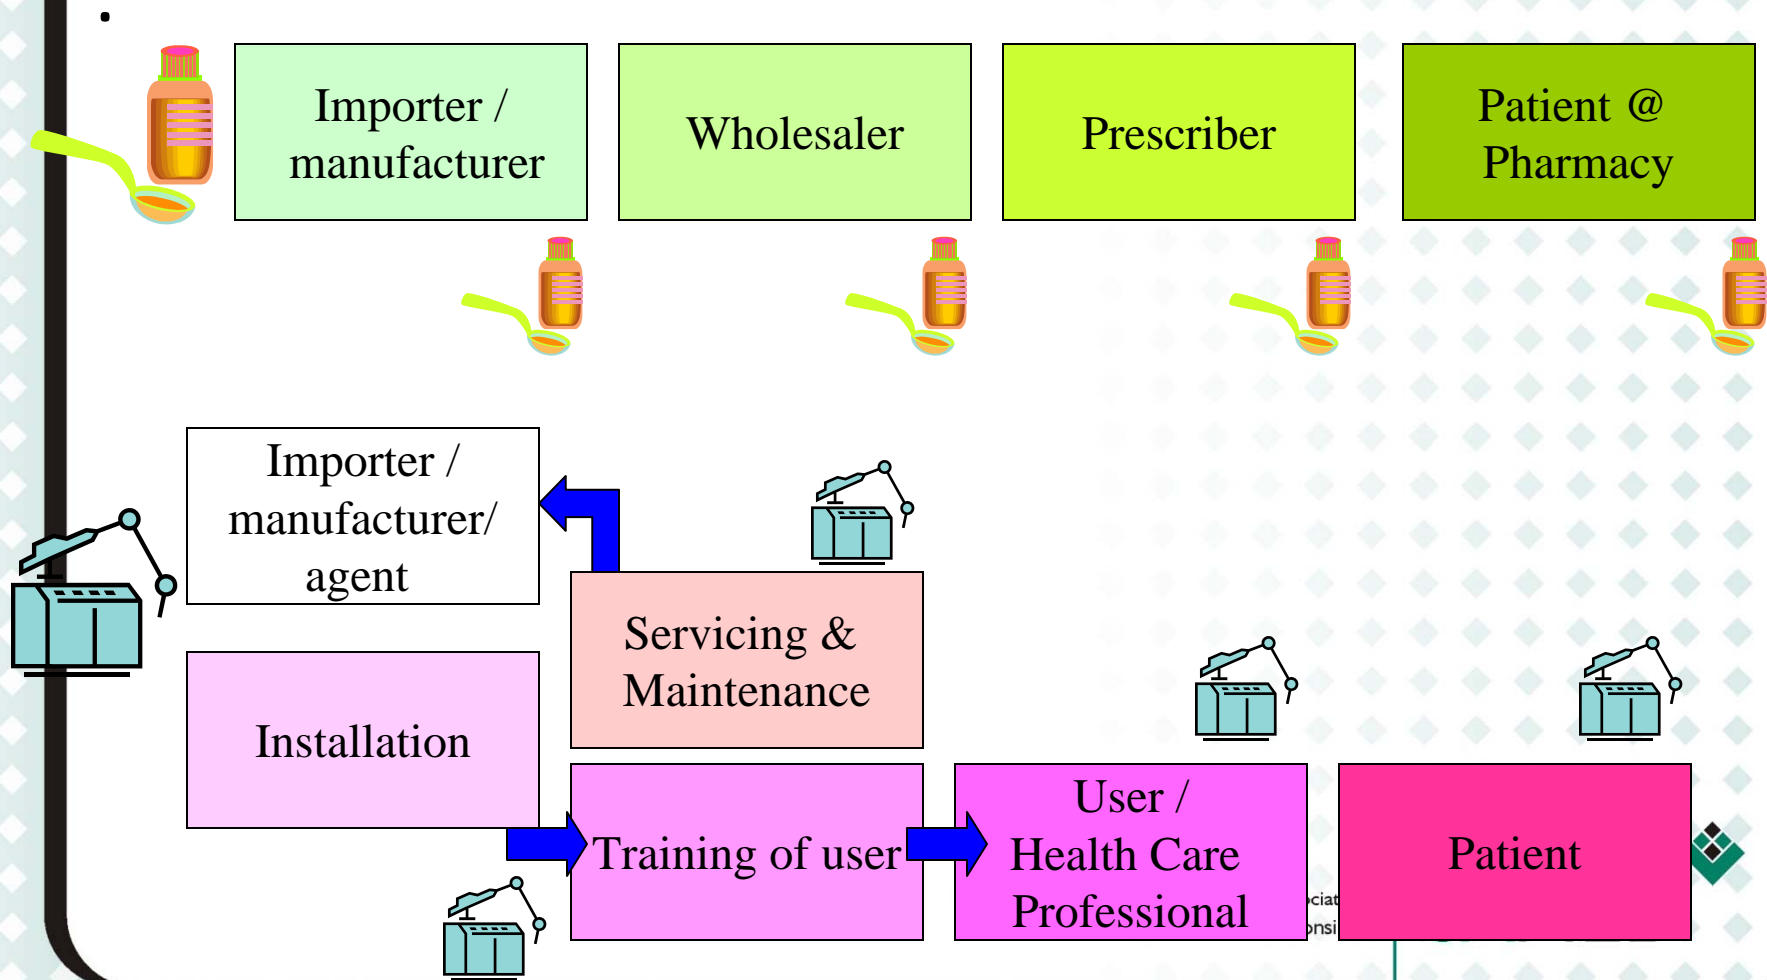 .
Importer /
manufacturer
Wholesaler
Prescriber
Patient @
Pharmacy
Importer /
manufacturer/
agent
Servicing &
Maintenance
Installation
Training of user
User /
Health Care
Professional
Patient